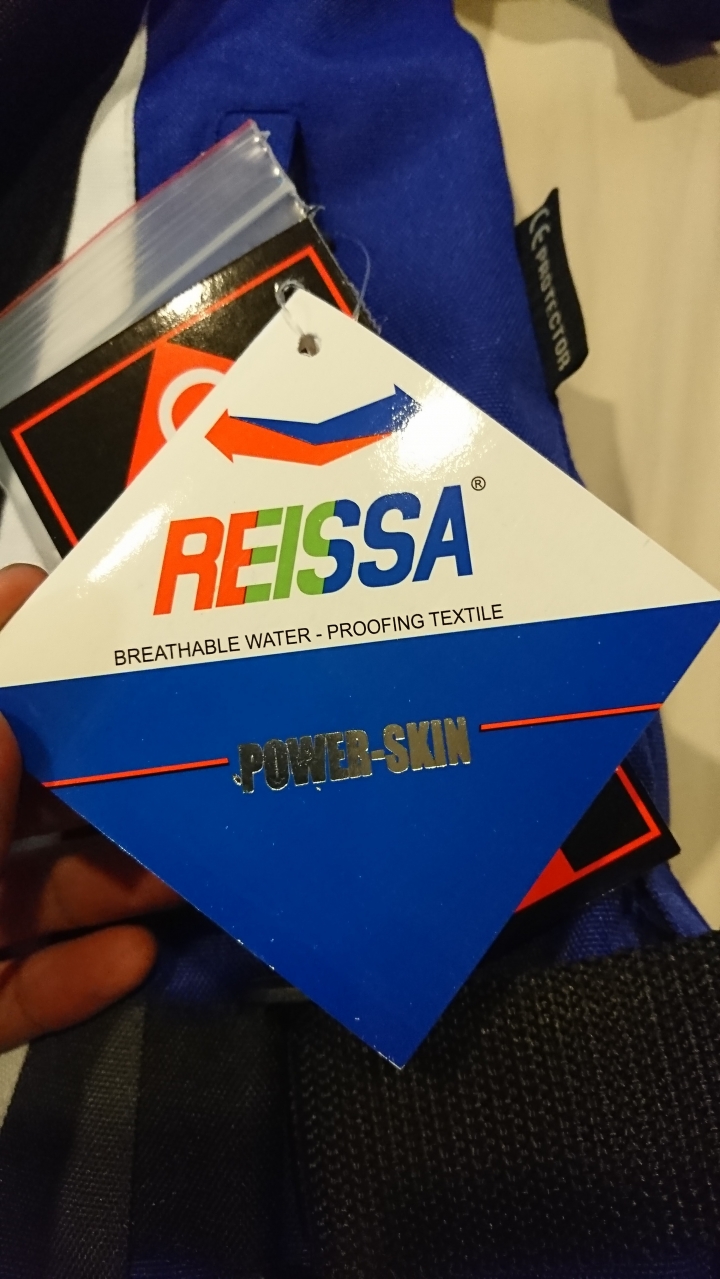 CE PROTECTOR
REISSA®
BREATHABLE WATER - PROOFING TEXTILE
POWER-SKIN